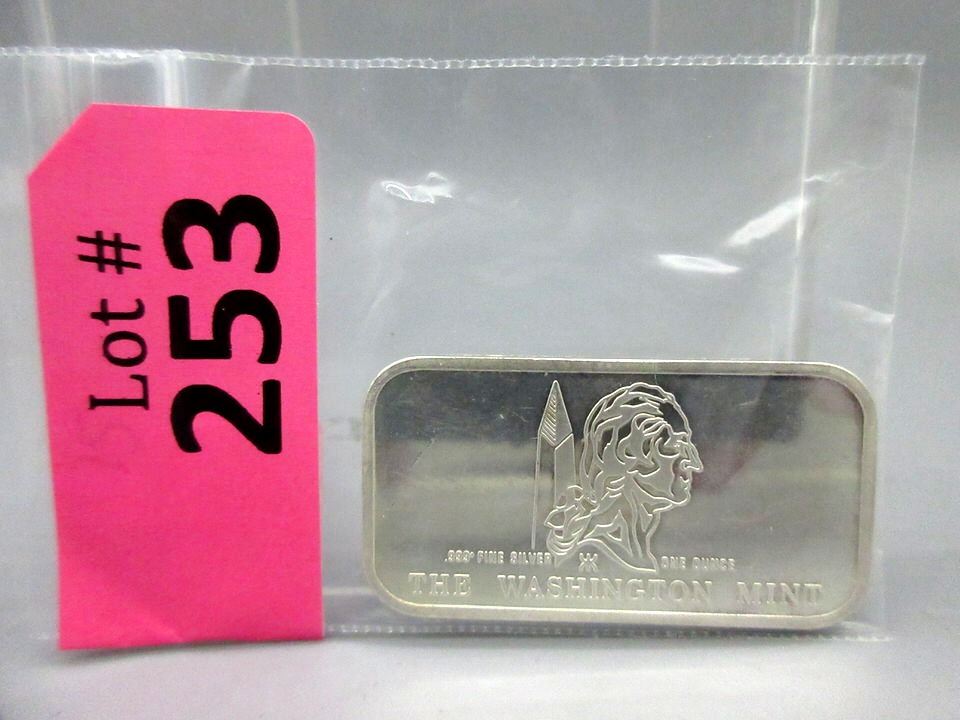 Lot #
253
.999+ FINE SILVER ONE OUNCE
THE WASHINGTON MINT